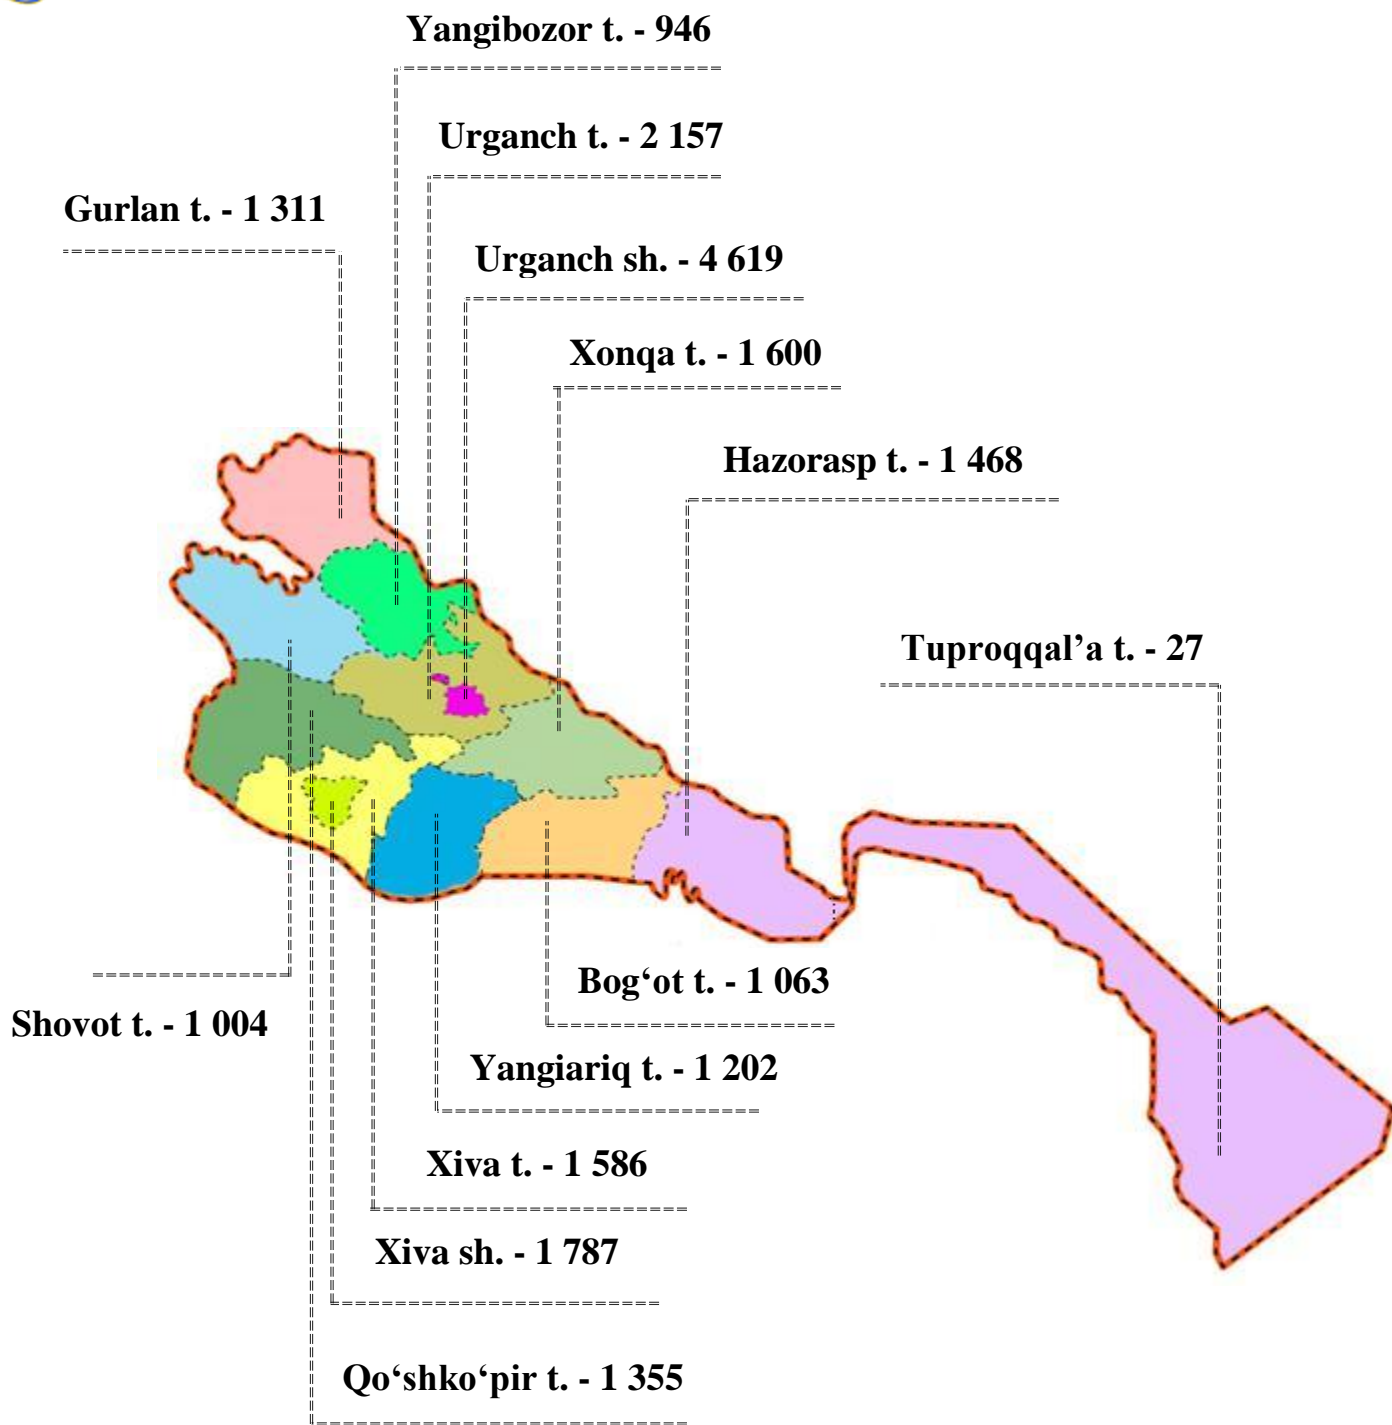 Yangibozor t. - 946
Urganch t. - 2 157
Gurlan t. - 1 311
Urganch sh. - 4 619
Xonqa t. - 1 600
Hazorasp t. - 1 468
Tuproqqal’a t. - 27
Bog‘ot t. - 1 063
Shovot t. - 1 004
Yangiariq t. - 1 202
Xiva t. - 1 586
Xiva sh. - 1 787
Qo‘shko‘pir t. - 1 355